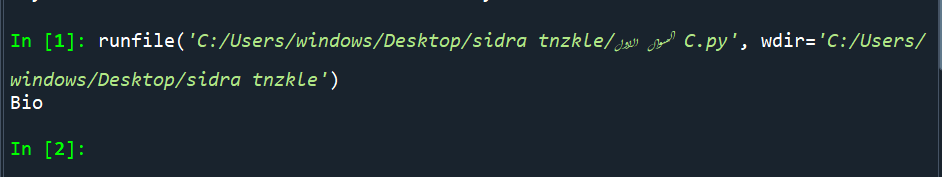 In [1]: runfile('C:/Users/windows/Desktop/sidra tnzkle/السؤال الاول C.py', wdir='C:/Users/
windows/Desktop/sidra tnzkle')
Bio
In [2]: